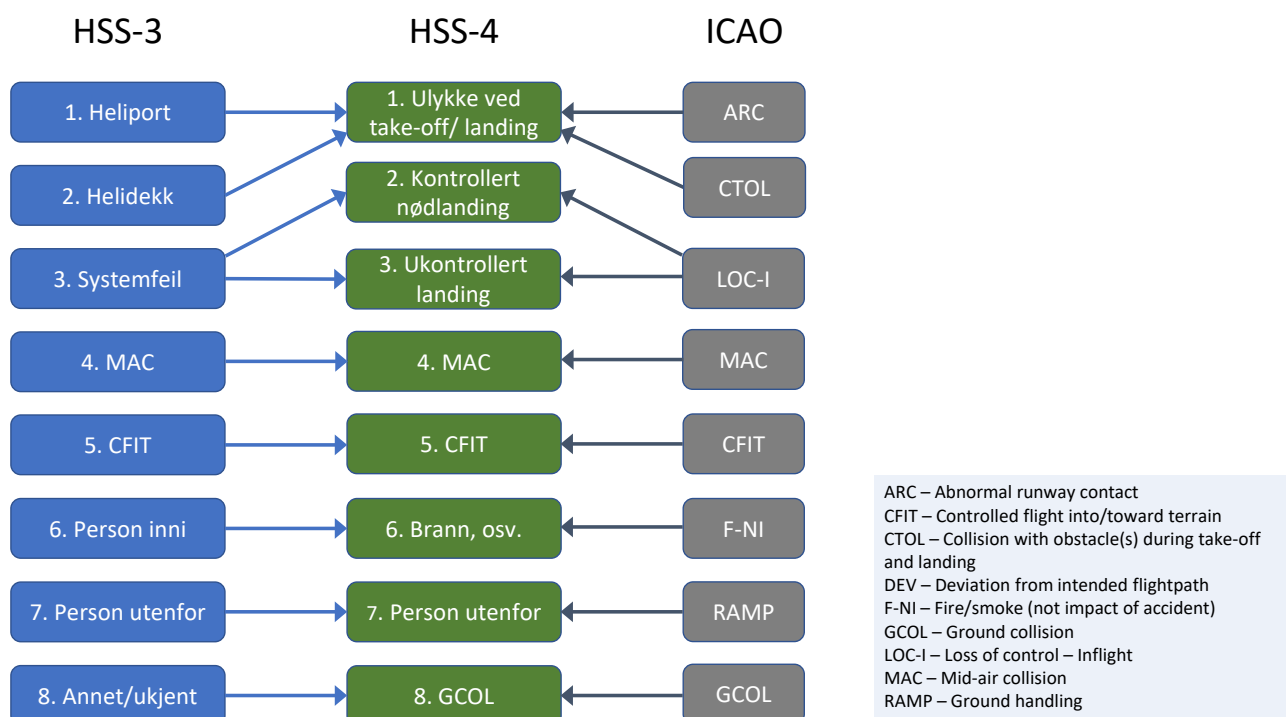 HSS-3
HSS-4
ICAO
1. Heliport
1. Ulykke ved
take-off/ landing
ARC
2. Helidekk
2. Kontrollert
nødlanding
CTOL
3. Systemfeil
3. Ukontrollert
landing
LOC-I
4. MAC
4. MAC
MAC
5. CFIT
5. CFIT
CFIT
6. Person inni
6. Brann, osv.
F-NI
7. Person utenfor
7. Person utenfor
RAMP
8. Annet/ukjent
8. GCOL
GCOL
ARC – Abnormal runway contact
CFIT – Controlled flight into/toward terrain
CTOL – Collision with obstacle(s) during take-off
and landing
DEV – Deviation from intended flightpath
F-NI – Fire/smoke (not impact of accident)
GCOL – Ground collision
LOC-I – Loss of control – Inflight
MAC – Mid-air collision
RAMP – Ground handling